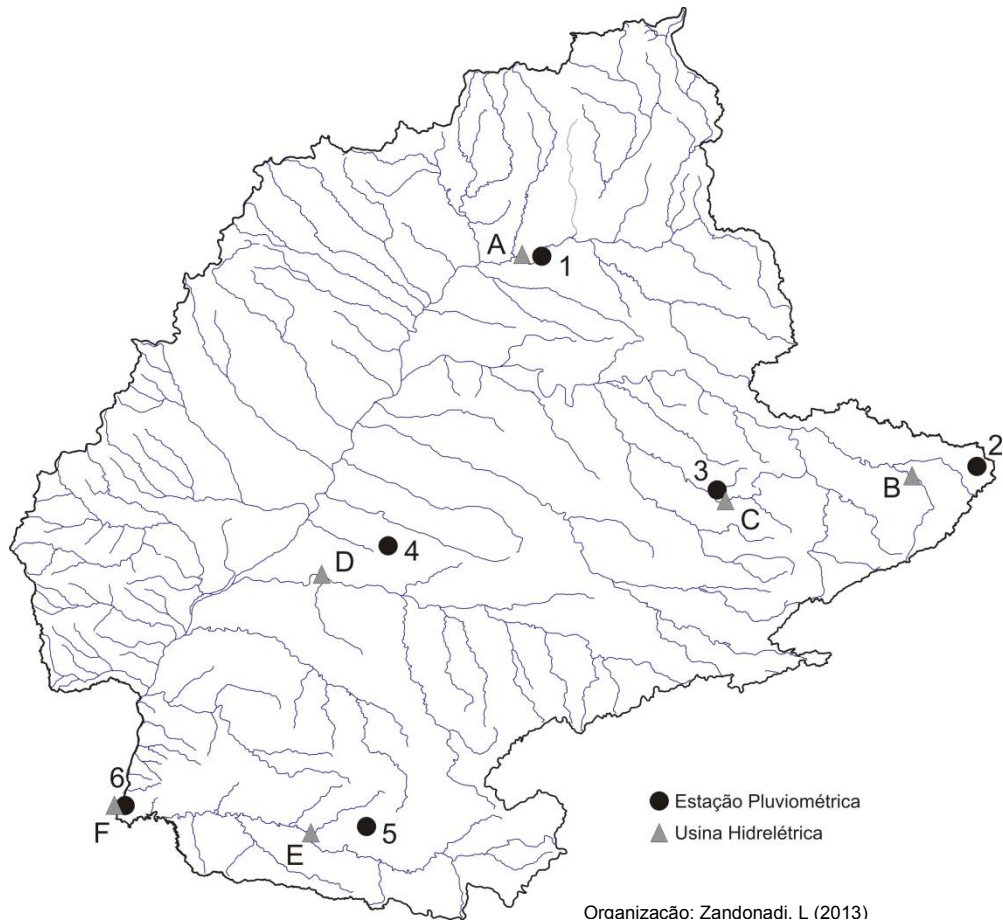 A
1
2
3
B
C
4
D
6
F
5
E
Estação Pluviométrica
Usina Hidrelétrica
Organização: Zandonadi, L (2013)